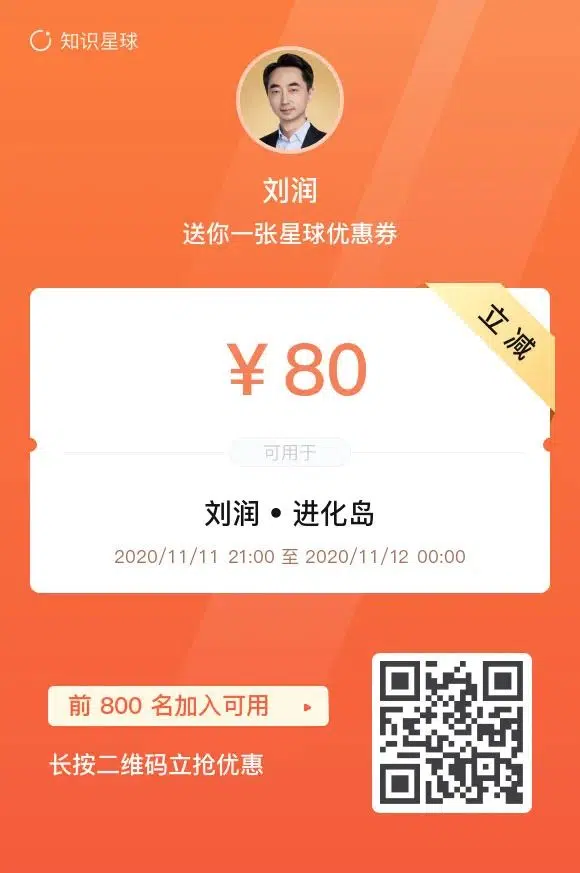 知识星球
刘润
送你一张星球优惠券
立减
￥80
可用于
刘润 • 进化岛
2020/11/11 21:00 至 2020/11/12 00:00
前 800 名加入可用
长按二维码立抢优惠